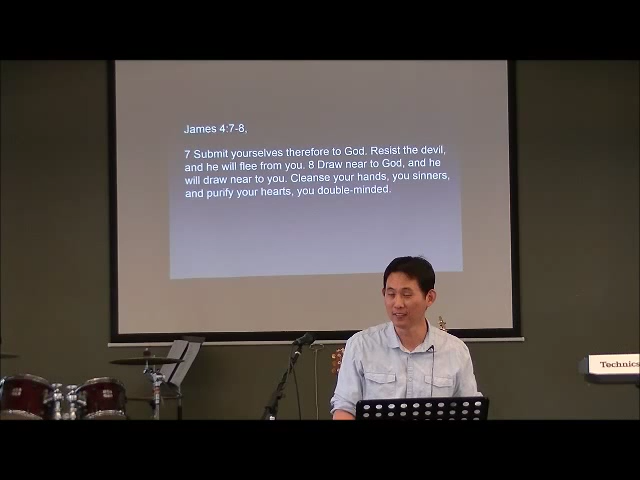 James 4:7-8,
7 Submit yourselves therefore to God. Resist the devil,
and he will flee from you. 8 Draw near to God, and he
will draw near to you. Cleanse your hands, you sinners,
and purify your hearts, you double-minded.
Technics